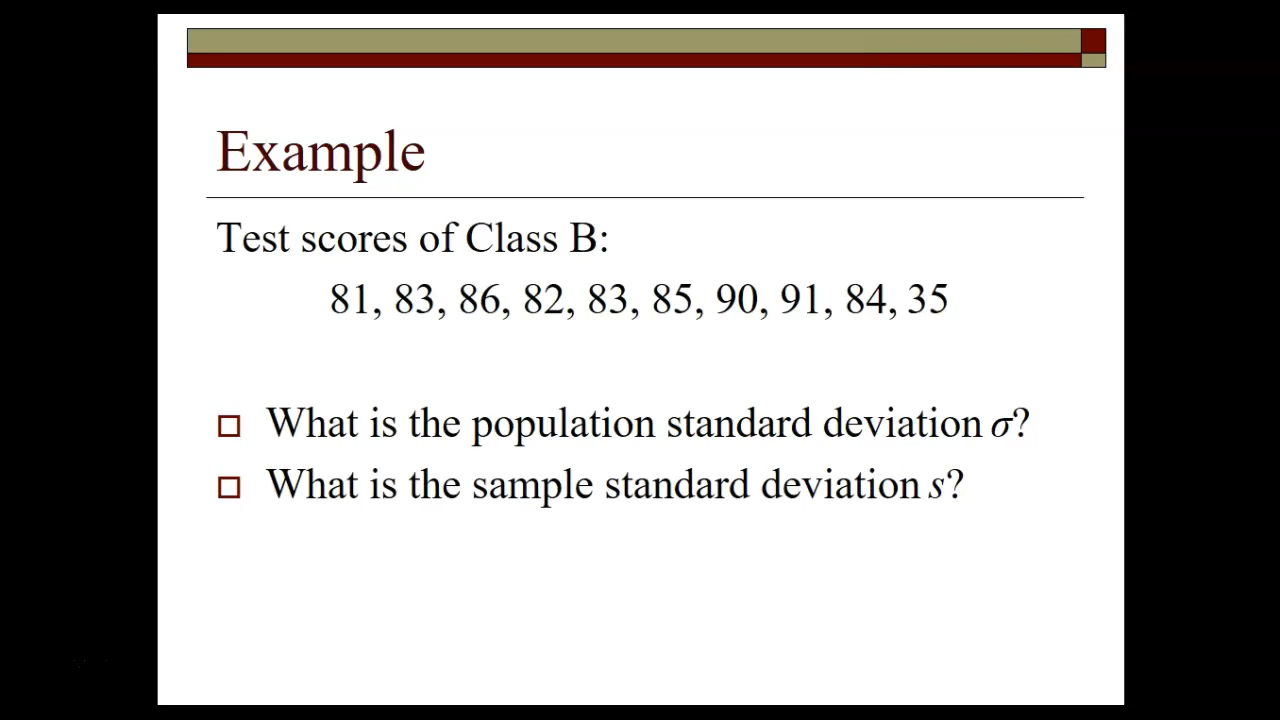 Example
Test scores of Class B:
81, 83, 86, 82, 83, 85, 90, 91, 84, 35
What is the population standard deviation σ?
What is the sample standard deviation s?